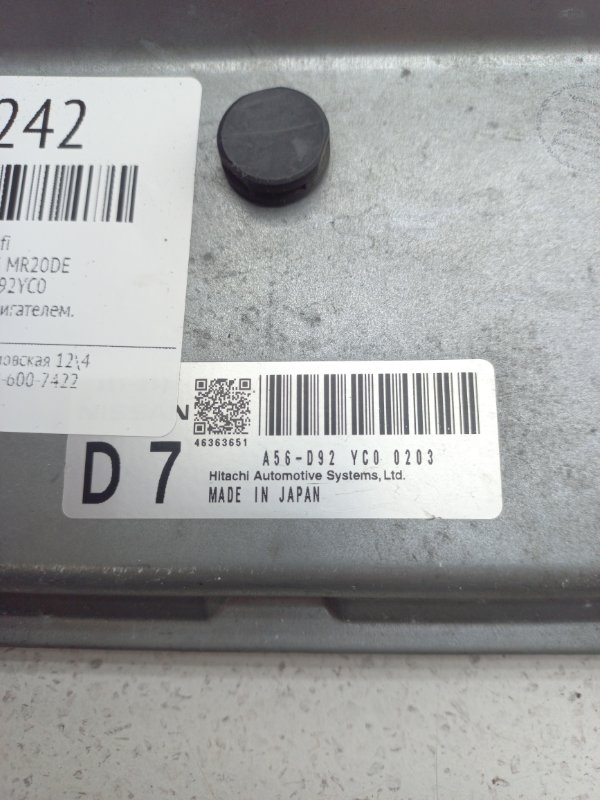 242
fi
MR20DE
92YC0
игателем.
овская 12\4
-600-7422
N
46363651
D 7
A56-D92 YC0 0203
Hitachi Automotive Systems, Ltd.
MADE IN JAPAN